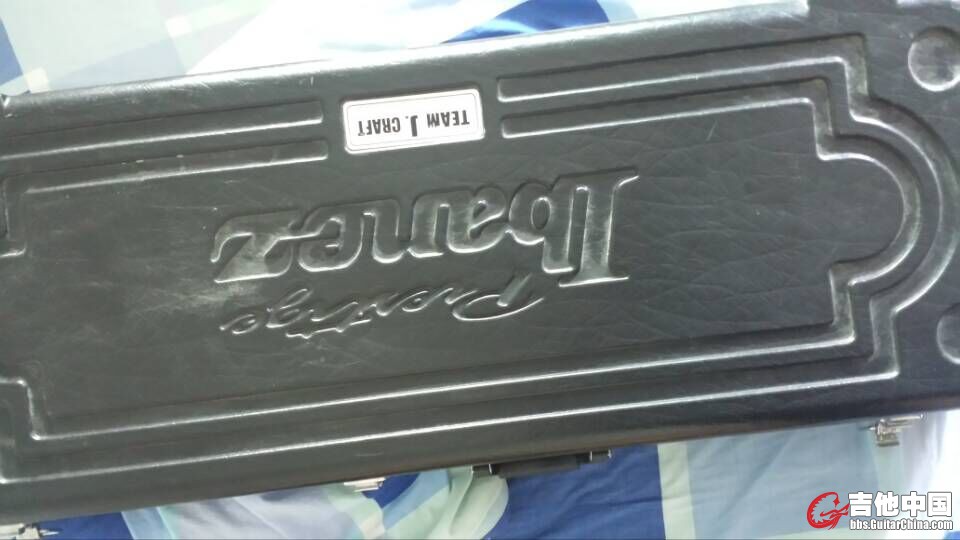 TEAM J. CRAFT
Ibanez
Prestige
吉他中国
bbs.GuitarChina.com